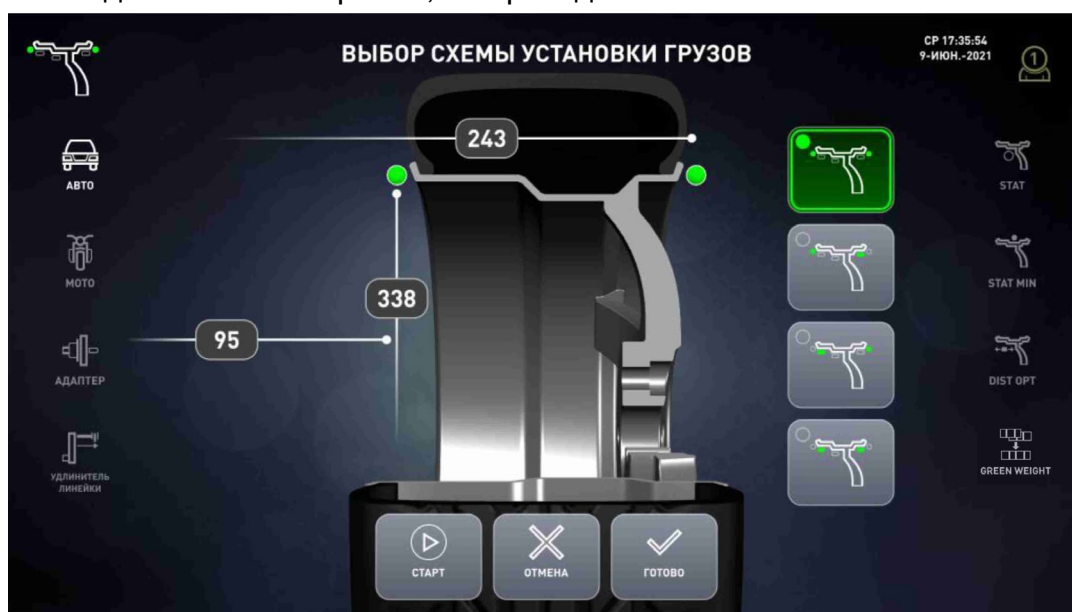 ВЫБОР СХЕМЫ УСТАНОВКИ ГРУЗОВ
СР 17:35:54
9-ИЮН.-2021
1
АВТО
МОТО
АДАПТЕР
УДЛИНИТЕЛЬ
ЛИНЕЙКИ
243
338
95
STAT
STAT MIN
DIST OPT
GREEN WEIGHT
СТАРТ
ОТМЕНА
ГОТОВО